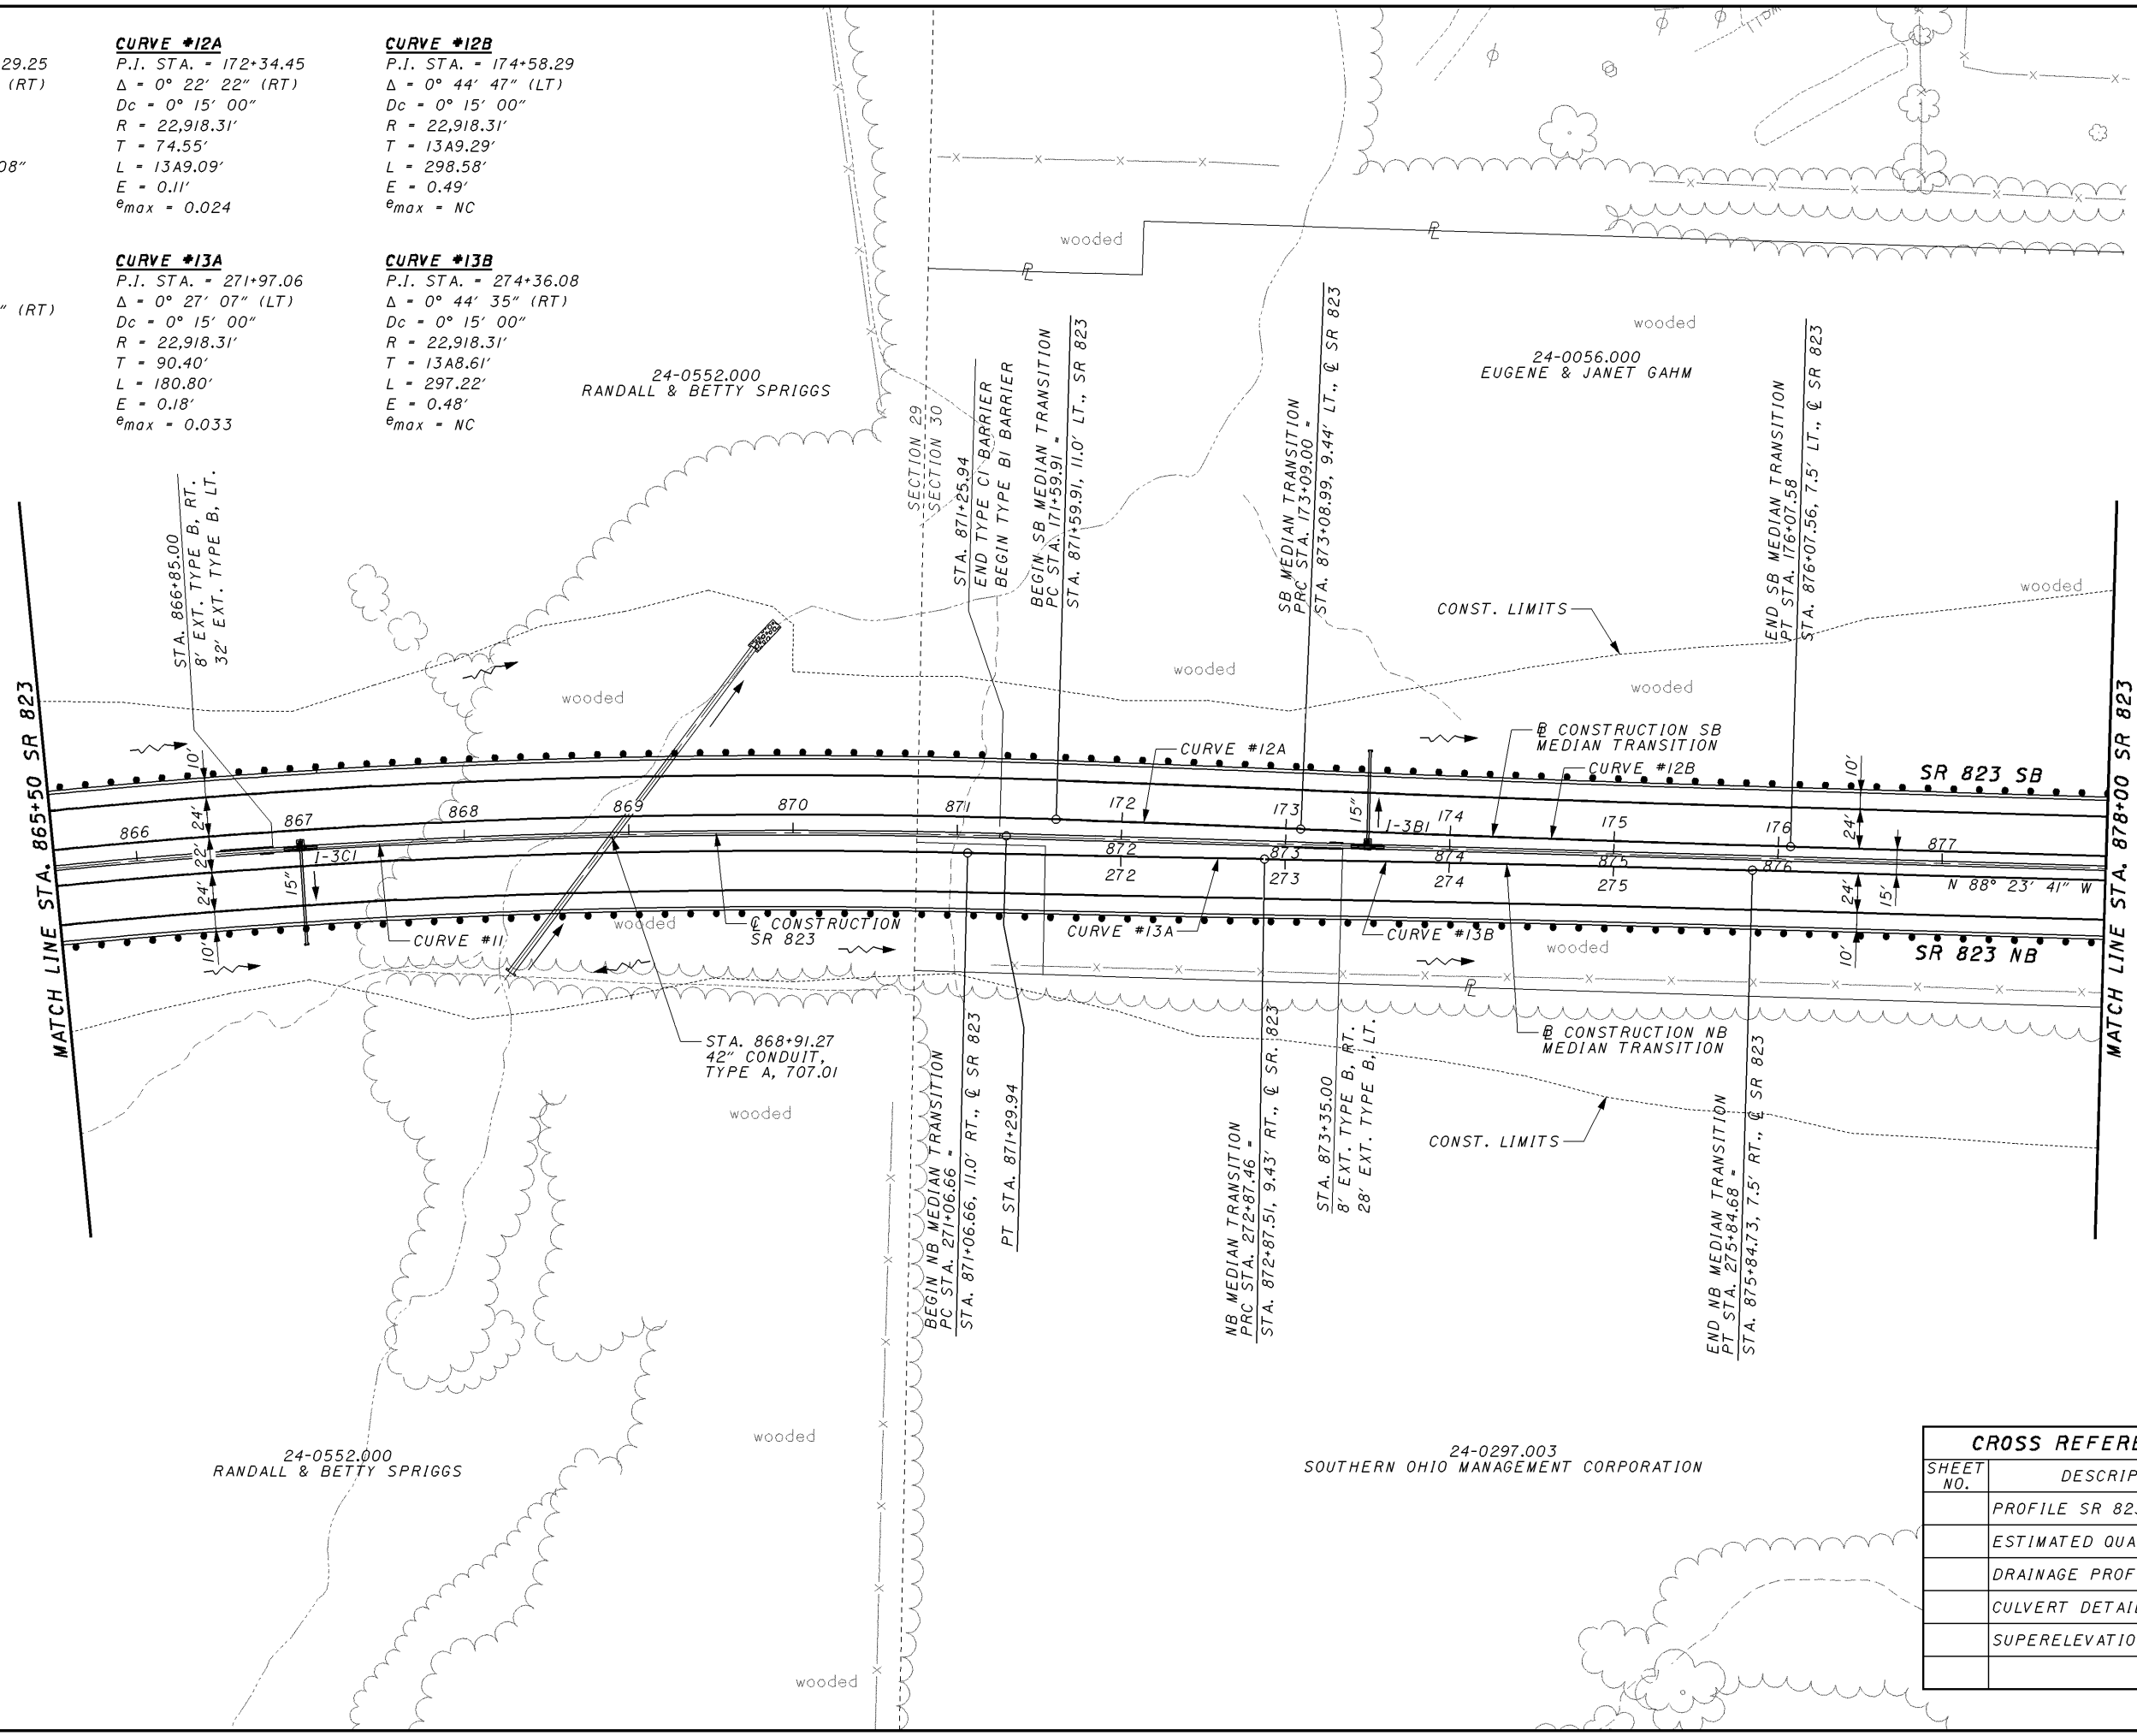 29.25
(RT)
08"
" (RT)
CURVE #12A
P.I. STA. = 172+34.45
Δ = 0° 22' 22" (RT)
Dc = 0° 15' 00"
R = 22,918.31'
T = 74.55'
L = 13A9.09'
E = 0.11'
emax = 0.024
CURVE #12B
P.I. STA. = 174+58.29
Δ = 0° 44' 47" (LT)
Dc = 0° 15' 00"
R = 22,918.31'
T = 13A9.29'
L = 298.58'
E = 0.49'
emax = NC
CURVE #13A
P.I. STA. = 271+97.06
Δ = 0° 27' 07" (LT)
Dc = 0° 15' 00"
R = 22,918.31'
T = 90.40'
L = 180.80'
E = 0.18'
emax = 0.033
CURVE #13B
P.I. STA. = 274+36.08
Δ = 0° 44' 35" (RT)
Dc = 0° 15' 00"
R = 22,918.31'
T = 13A8.61'
L = 297.22'
E = 0.48'
emax = NC
24-0552.000
RANDALL & BETTY SPRIGGS
wooded
wooded
24-0056.000
EUGENE & JANET GAHM
SECTION 29
SECTION 30
STA. 866+85.00
8' EXT. TYPE B, RT.
32' EXT. TYPE B, LT.
STA. 871+25.94
END TYPE C1 BARRIER
BEGIN TYPE B1 BARRIER
BEGIN SB MEDIAN TRANSITION
PC STA. 171+59.91 =
STA. 871+59.91, 11.0' LT., SR 823
SB MEDIAN TRANSITION
PRC STA. 173+09.00 =
STA. 873+08.99, 9.44' LT., ℄ SR 823
END SB MEDIAN TRANSITION
PT STA. 176+07.58
STA. 876+07.56, 7.5' LT., ℄ SR 823
CONST. LIMITS
wooded
wooded
wooded
wooded
MATCH LINE STA. 865+50 SR 823
MATCH LINE STA. 878+00 SR 823
CURVE #12A
B CONSTRUCTION SB
MEDIAN TRANSITION
CURVE #12B
SR 823 SB
10'
24'
22'
24'
10'
10'
24'
15'
24'
10'
866
867
868
869
870
871
172
173
174
175
176
877
872
873
874
875
876
272
273
274
275
I-3C1
15"
I-3B1
15"
N 88° 23' 41" W
CURVE #11
wooded
℄ CONSTRUCTION
SR 823
CURVE #13A
CURVE #13B
wooded
SR 823 NB
STA. 868+91.27
42" CONDUIT,
TYPE A, 707.01
B CONSTRUCTION NB
MEDIAN TRANSITION
BEGIN NB MEDIAN TRANSITION
PC STA. 271+06.66 =
STA. 871+06.66, 11.0' RT., ℄ SR 823
PT STA. 871+29.94
NB MEDIAN TRANSITION
PRC STA. 272+87.46 =
STA. 872+87.51, 9.43' RT., ℄ SR. 823
STA. 873+35.00
8' EXT. TYPE B, RT.
28' EXT. TYPE B, LT.
END NB MEDIAN TRANSITION
PT STA. 275+84.68 =
STA. 875+84.73, 7.5' RT., ℄ SR 823
CONST. LIMITS
wooded
wooded
wooded
24-0552.000
RANDALL & BETTY SPRIGGS
24-0297.003
SOUTHERN OHIO MANAGEMENT CORPORATION
CROSS REFERE
SHEET NO.
DESCRIP
PROFILE SR 823
ESTIMATED QUA
DRAINAGE PROF
CULVERT DETAI
SUPERELEVATIO